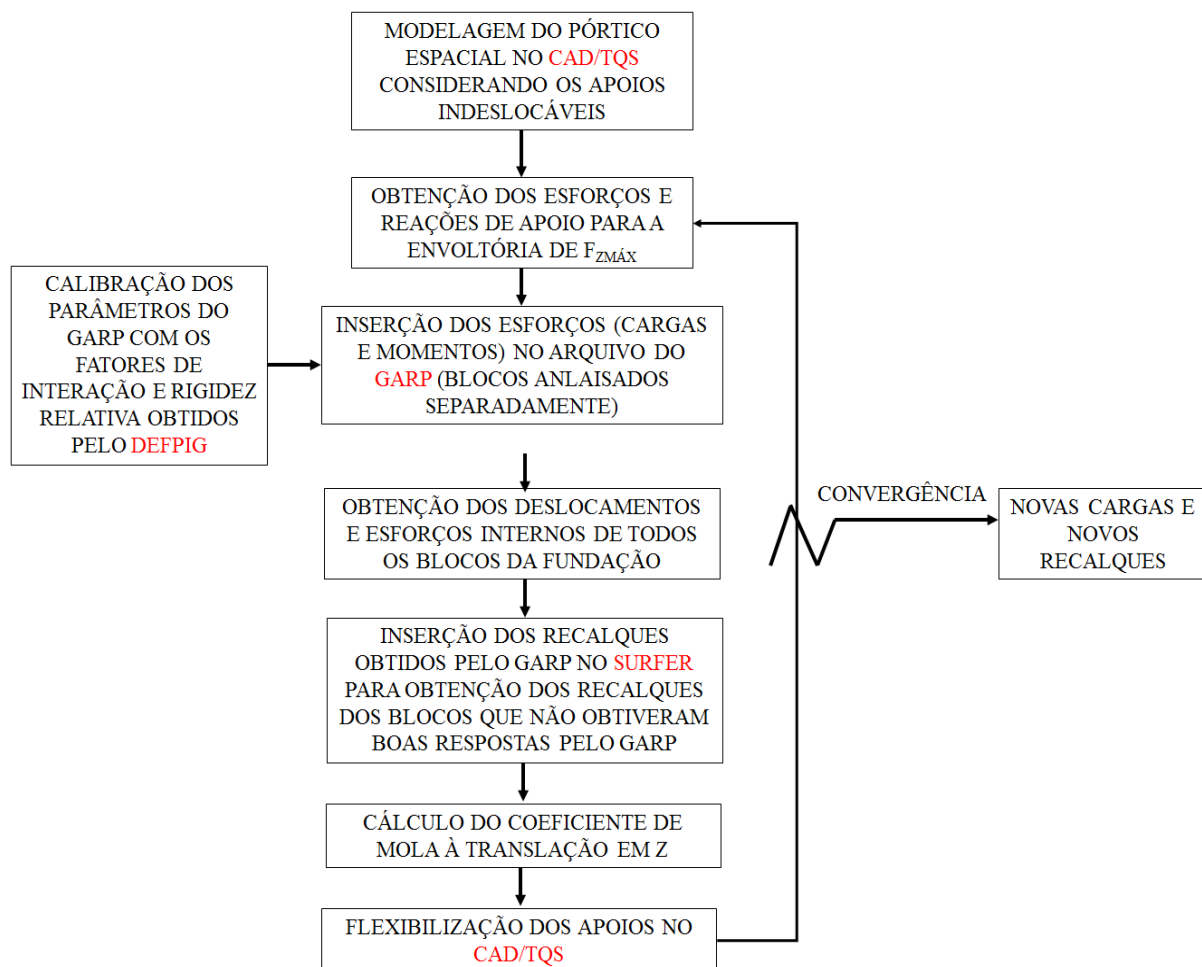 MODELAGEM DO PÓRTICO
ESPACIAL NO CAD/TQS
CONSIDERANDO OS APOIOS
INDESLOCÁVEIS
OBTENÇÃO DOS ESFORÇOS E
REAÇÕES DE APOIO PARA A
ENVOLTÓRIA DE FZMÁX
CALIBRAÇÃO DOS
PARÂMETROS DO
GARP COM OS
FATORES DE
INTERAÇÃO E RIGIDEZ
RELATIVA OBTIDOS
PELO DEFPIG
INSERÇÃO DOS ESFORÇOS (CARGAS
E MOMENTOS) NO ARQUIVO DO
GARP (BLOCOS ANLAISADOS
SEPARADAMENTE)
OBTENÇÃO DOS DESLOCAMENTOS
E ESFORÇOS INTERNOS DE TODOS
OS BLOCOS DA FUNDAÇÃO
CONVERGÊNCIA
NOVAS CARGAS E
NOVOS
RECALQUES
INSERÇÃO DOS RECALQUES
OBTIDOS PELO GARP NO SURFER
PARA OBTENÇÃO DOS RECALQUES
DOS BLOCOS QUE NÃO OBTIVERAM
BOAS RESPOSTAS PELO GARP
CÁLCULO DO COEFICIENTE DE
MOLA À TRANSLAÇÃO EM Z
FLEXIBILIZAÇÃO DOS APOIOS NO
CAD/TQS